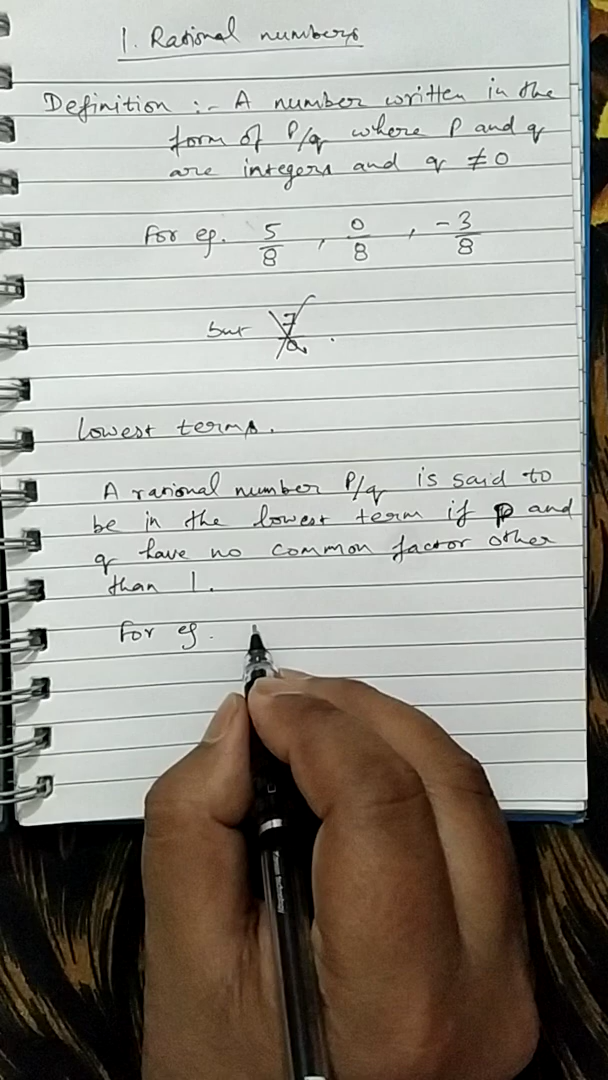 1. Rational numbers
Definition :- A number written in the
form of P/q where P and q
are integers and q ≠ 0
For eg. 5/8 , 0/8 , -3/8
but 7/0 .
Lowest terms.
A rational number P/q is said to
be in the lowest term if p and
q have no common factor other
than 1.
For eg.